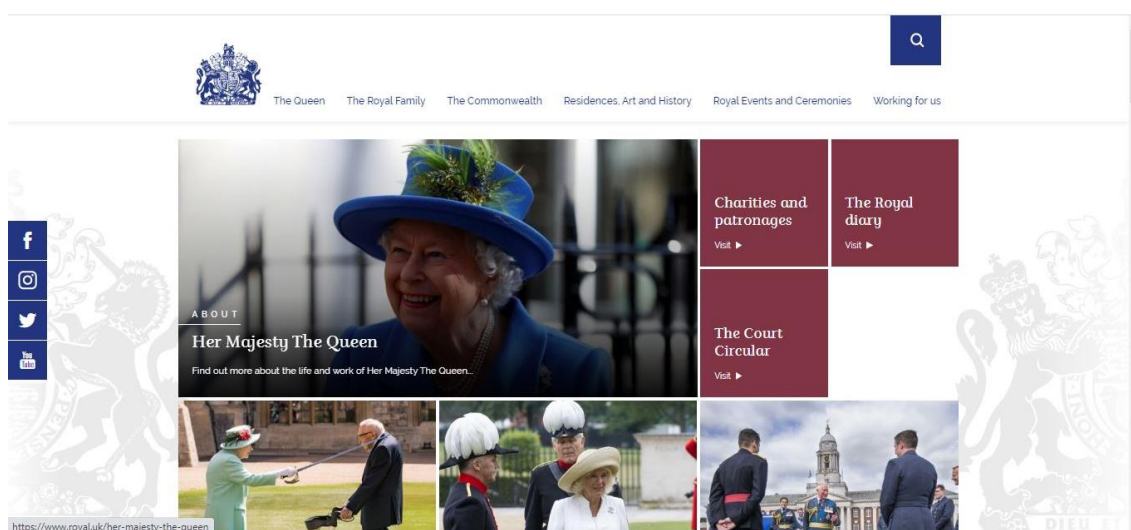 The Queen The Royal Family The Commonwealth Residences, Art and History Royal Events and Ceremonies Working for us
ABOUT
Her Majesty The Queen
Find out more about the life and work of Her Majesty The Queen...
Charities and
patronages
Visit
The Royal
diary
Visit
The Court
Circular
Visit
You
Tube
https://www.royal.uk/her-majesty-the-queen